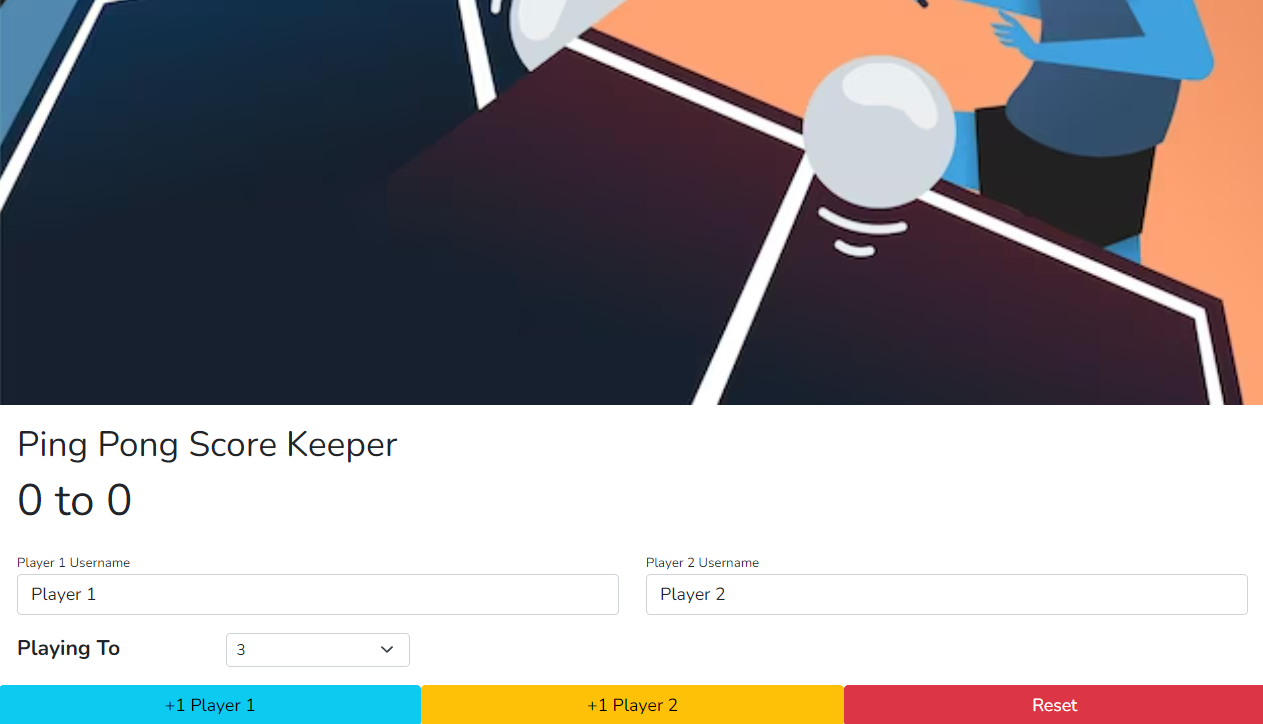 Ping Pong Score Keeper
0 to 0
Player 1 Username Player 2 Username
Player 1 Player 2
Playing To 3
+1 Player 1 +1 Player 2 Reset